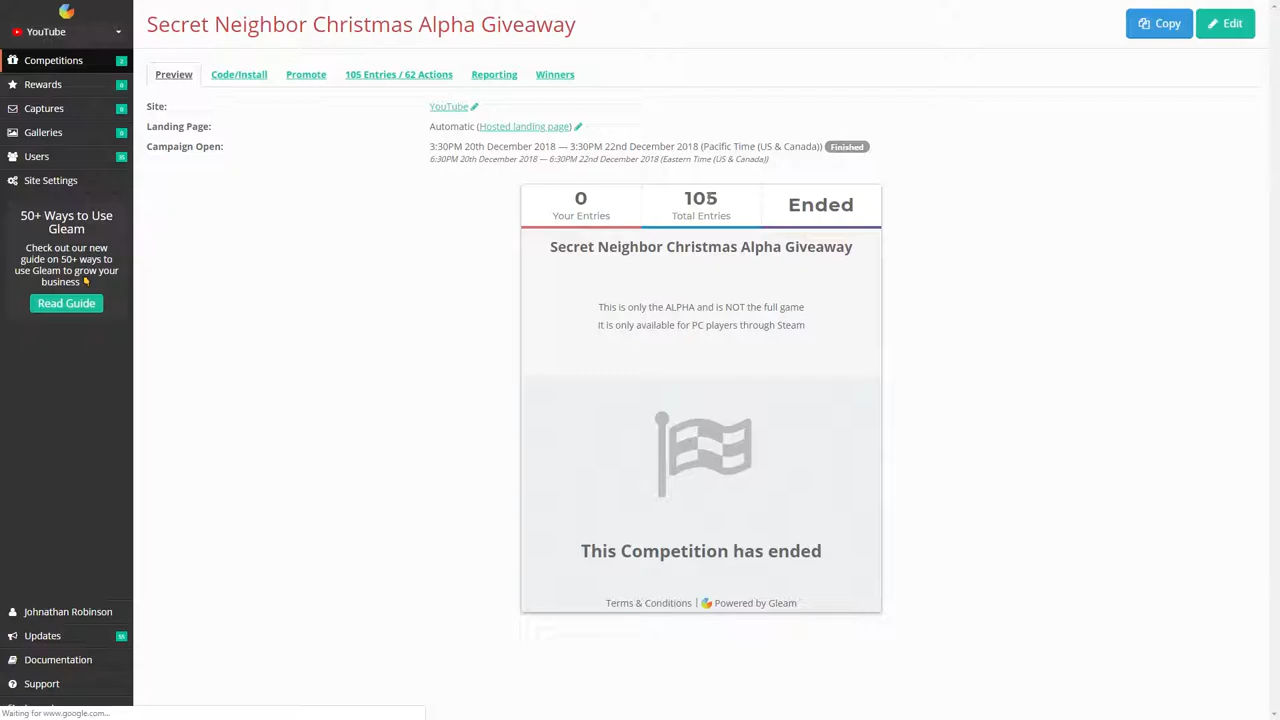 YouTube
Competitions 2
Rewards 0
Captures 0
Galleries 0
Users
Site Settings
50+ Ways to Use
Gleam
Check out our new
guide on 50+ ways to
use Gleam to grow your
business
Read Guide
Johnathan Robinson
Updates
Documentation
Support
Waiting for www.google.com...
Secret Neighbor Christmas Alpha Giveaway
Copy
Edit
Preview
Code/Install
Promote
105 Entries / 62 Actions
Reporting
Winners
Site: YouTube
Landing Page: Automatic (Hosted landing page)
Campaign Open: 3:30PM 20th December 2018 — 3:30PM 22nd December 2018 (Pacific Time (US & Canada)) Finished
6:30PM 20th December 2018 — 6:30PM 22nd December 2018 (Eastern Time (US & Canada))
0 105 Ended
Your Entries Total Entries
Secret Neighbor Christmas Alpha Giveaway
This is only the ALPHA and is NOT the full game
It is only available for PC players through Steam
This Competition has ended
Terms & Conditions | Powered by Gleam